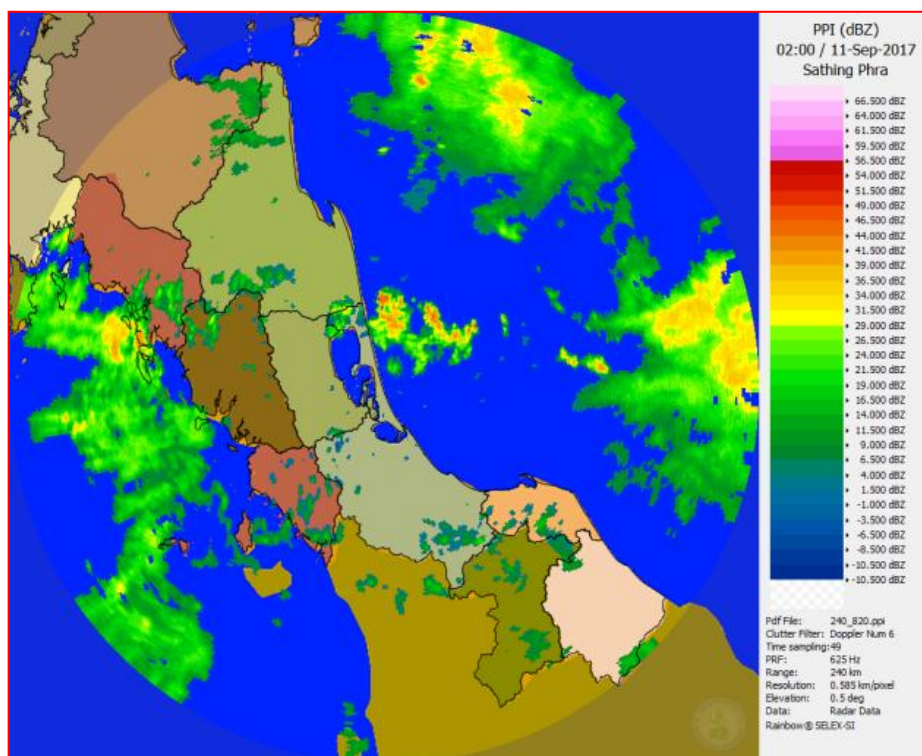 PPI (dBZ)
02:00 / 11-Sep-2017
Sathing Phra
66.500 dBZ
64.000 dBZ
61.500 dBZ
59.500 dBZ
56.500 dBZ
54.000 dBZ
51.500 dBZ
49.000 dBZ
46.500 dBZ
44.000 dBZ
41.500 dBZ
39.000 dBZ
36.500 dBZ
34.000 dBZ
31.500 dBZ
29.000 dBZ
26.500 dBZ
24.000 dBZ
21.500 dBZ
19.000 dBZ
16.500 dBZ
14.000 dBZ
11.500 dBZ
9.000 dBZ
6.500 dBZ
4.000 dBZ
1.500 dBZ
-1.000 dBZ
-3.500 dBZ
-6.500 dBZ
-8.500 dBZ
-10.500 dBZ
-10.500 dBZ
Pdf File: 240_820.ppi
Clutter Filter: Doppler Num 6
Time sampling: 49
PRF: 625 Hz
Range: 240 km
Resolution: 0.585 km/pixel
Elevation: 0.5 deg
Data: Radar Data
Rainbow® SELEX-SI